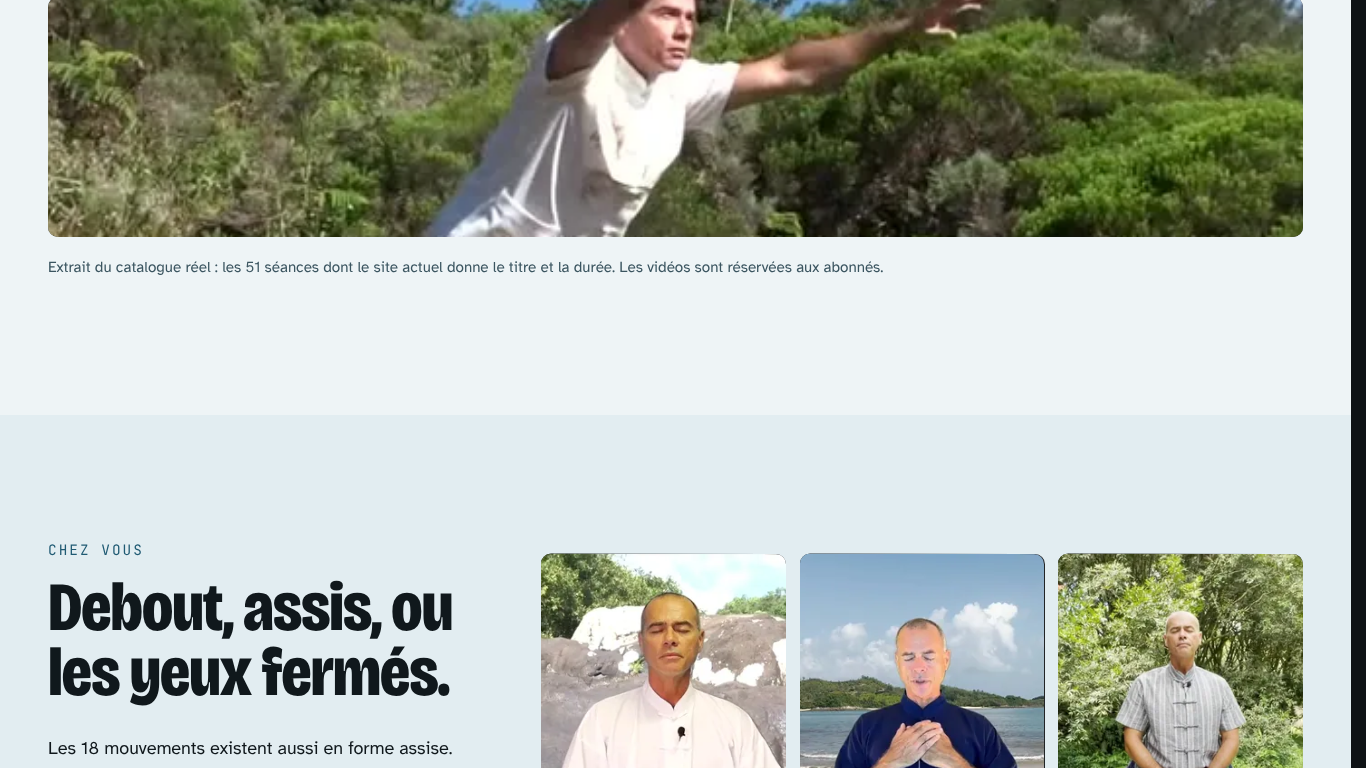 Extrait du catalogue réel : les 51 séances dont le site actuel donne le titre et la durée. Les vidéos sont réservées aux abonnés.
CHEZ VOUS
Debout, assis, ou
les yeux fermés.
Les 18 mouvements existent aussi en forme assise.